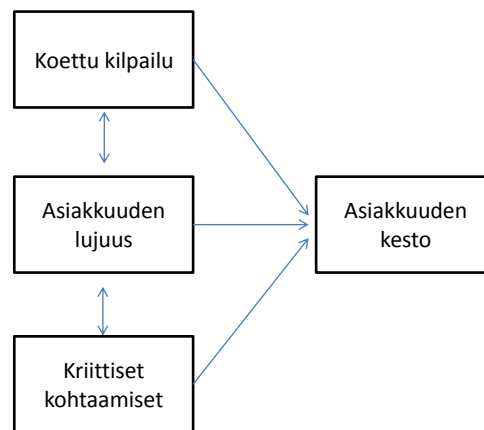 Koettu kilpailu
Asiakkuuden
lujuus
Asiakkuuden
kesto
Kriittiset
kohtaamiset